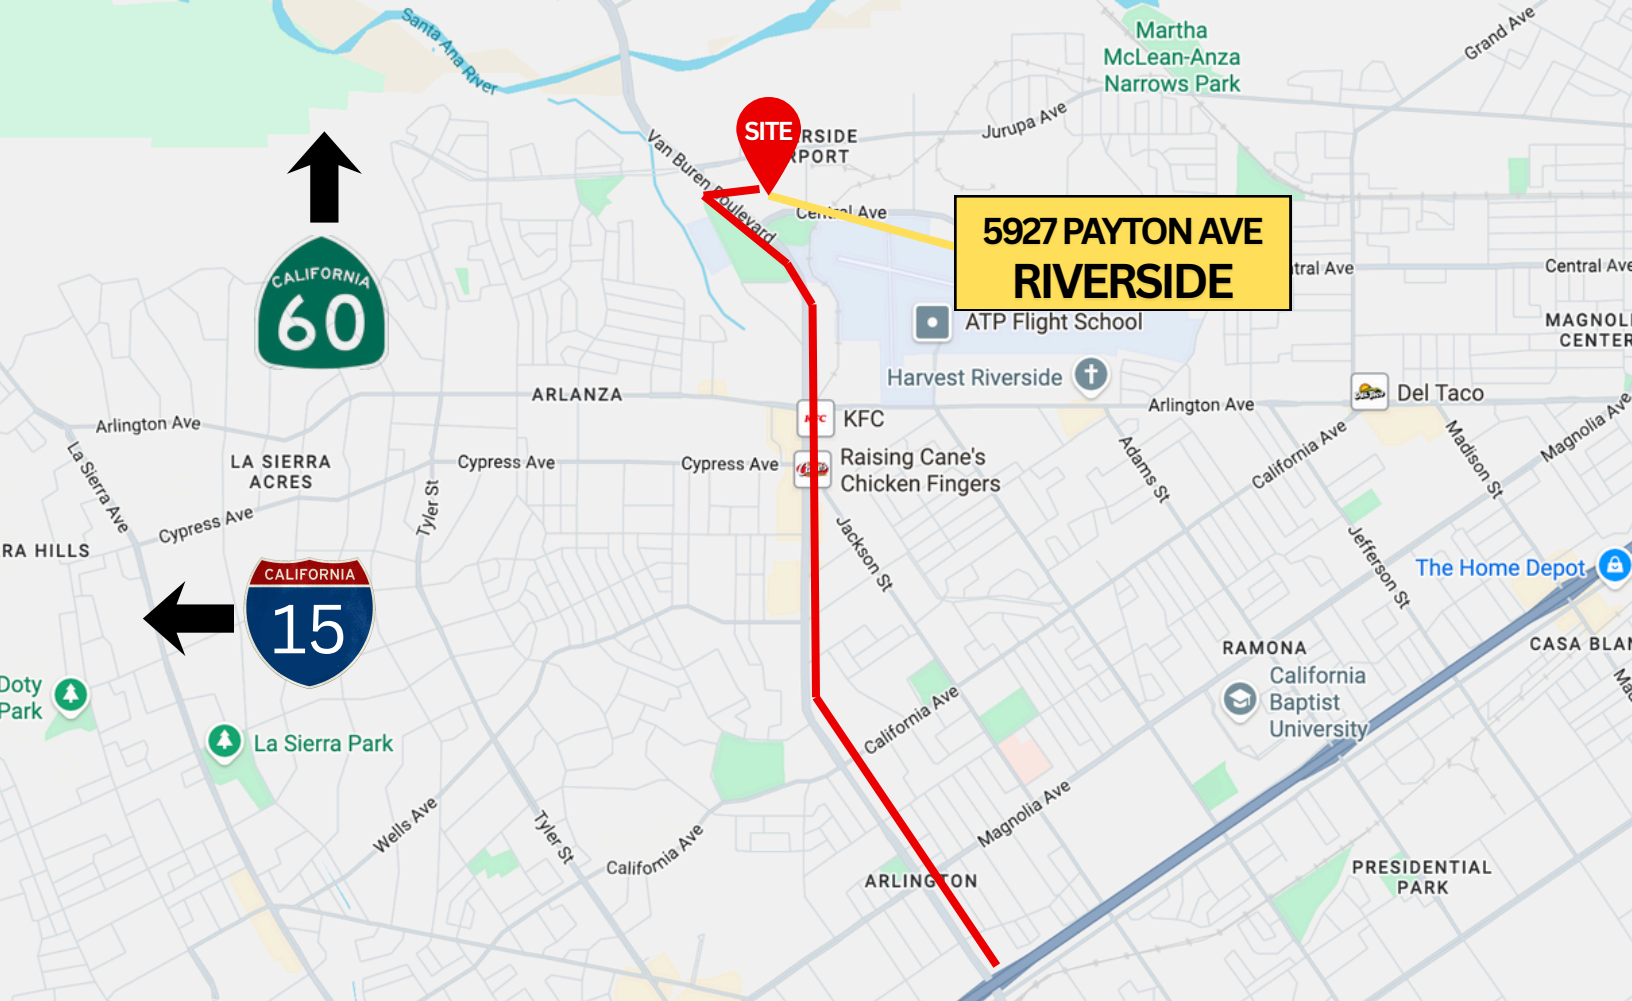 Santa Ana River
Martha
McLean-Anza
Narrows Park
Grand Ave
Jurupa Ave
Van Buren Boulevard
SITE
RSIDE
RPORT
Central Ave
5927 PAYTON AVE
RIVERSIDE
tral Ave
Central Ave
CALIFORNIA
60
ATP Flight School
MAGNOLI
CENTER
Harvest Riverside
ARLANZA
Arlington Ave
Arlington Ave
Del Taco
KFC
KFC
Magnolia Ave
Madison St
California Ave
Adams St
La Sierra Ave
LA SIERRA
ACRES
Cypress Ave
Cypress Ave
Raising Cane's
Chicken Fingers
Tyler St
Cypress Ave
Jackson St
Jefferson St
RA HILLS
The Home Depot
CALIFORNIA
15
RAMONA
CASA BLAN
California
Baptist
University
Ma
Doty
Park
La Sierra Park
California Ave
Magnolia Ave
Wells Ave
Tyler St
California Ave
ARLINGTON
PRESIDENTIAL
PARK